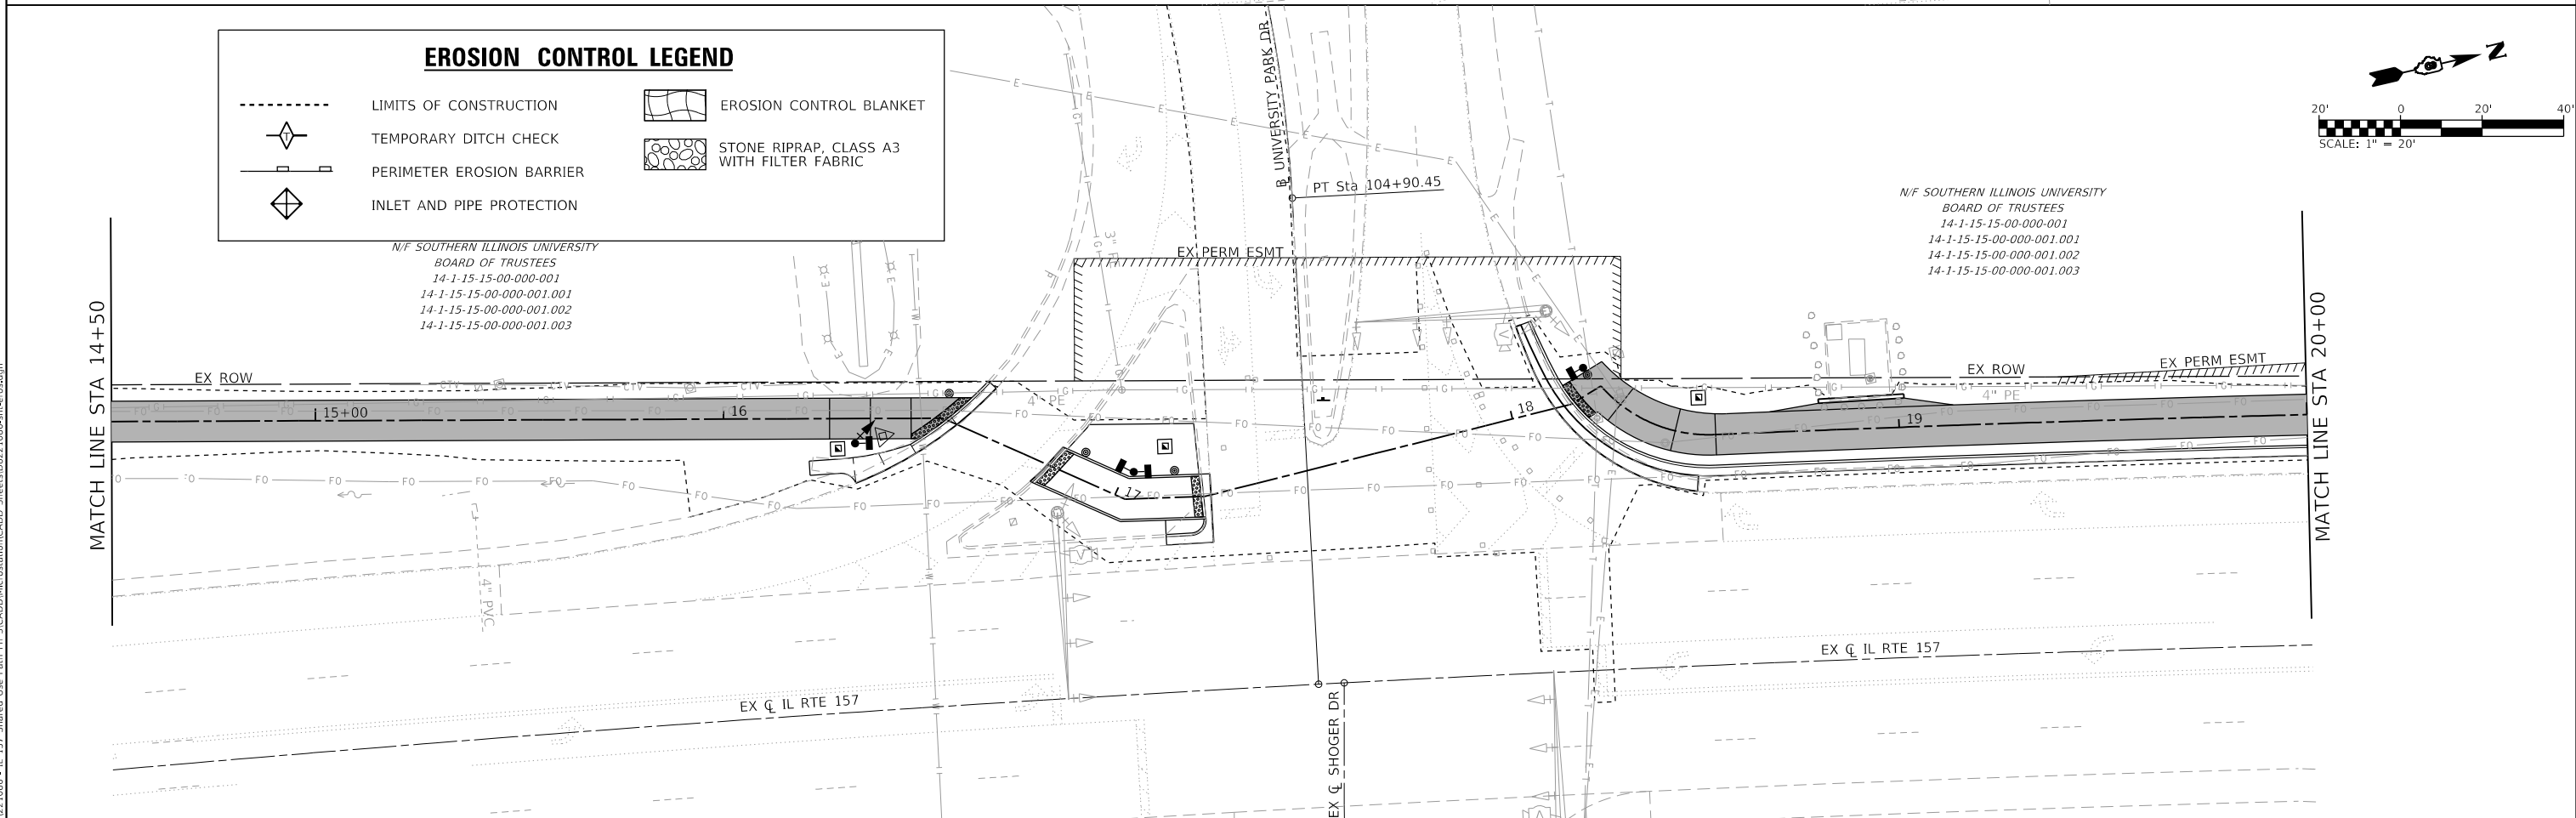 EROSION CONTROL LEGEND
LIMITS OF CONSTRUCTION
TEMPORARY DITCH CHECK
T
PERIMETER EROSION BARRIER
INLET AND PIPE PROTECTION
EROSION CONTROL BLANKET
STONE RIPRAP, CLASS A3
WITH FILTER FABRIC
N/F SOUTHERN ILLINOIS UNIVERSITY
BOARD OF TRUSTEES
14-1-15-15-00-000-001
14-1-15-15-00-000-001.001
14-1-15-15-00-000-001.002
14-1-15-15-00-000-001.003
MATCH LINE STA 14+50
EX ROW
15+00
16
17
18
19
4" PVC
4" PE
EX PERM ESMT
UNIVERSITY PARK DR
PT Sta 104+90.45
N
20' 0 20' 40'
SCALE: 1" = 20'
N/F SOUTHERN ILLINOIS UNIVERSITY
BOARD OF TRUSTEES
14-1-15-15-00-000-001
14-1-15-15-00-000-001.001
14-1-15-15-00-000-001.002
14-1-15-15-00-000-001.003
EX ROW
EX PERM ESMT
4" PE
MATCH LINE STA 20+00
EX ℄ IL RTE 157
EX ℄ IL RTE 157
EX ℄ SHOGER DR